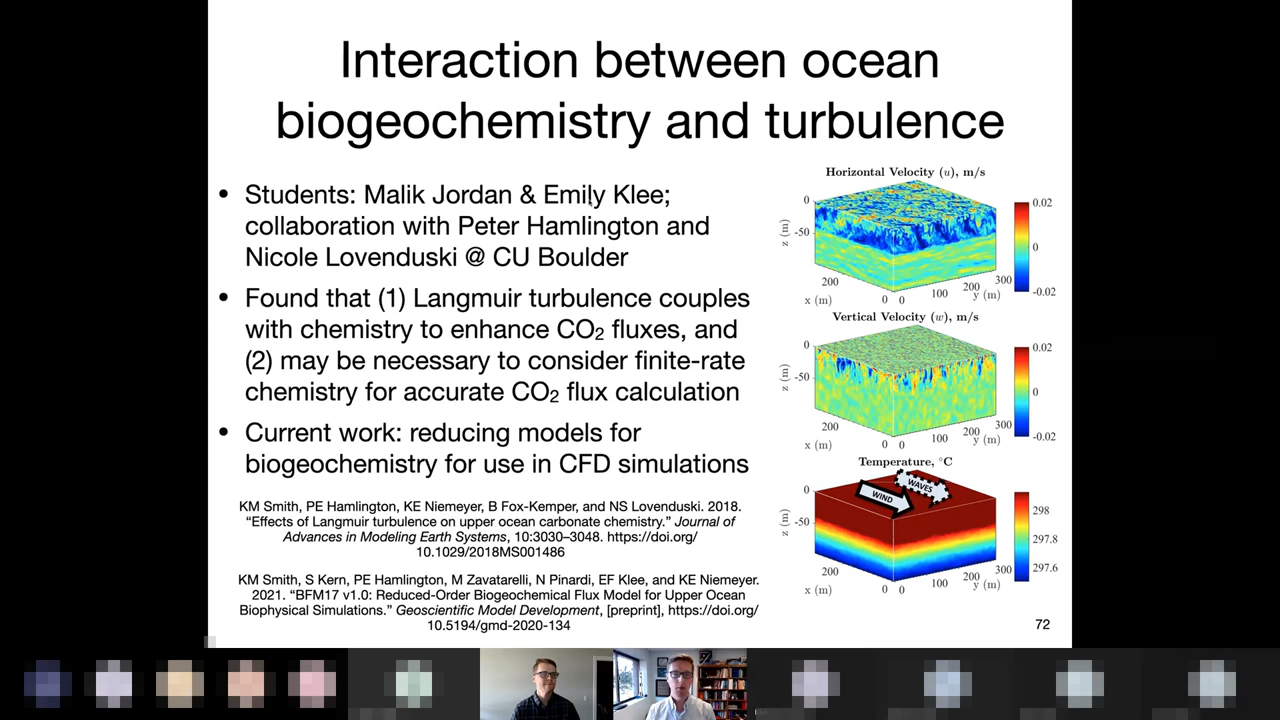 Interaction between ocean
biogeochemistry and turbulence
• Students: Malik Jordan & Emily Klee;
collaboration with Peter Hamlington and
Nicole Lovenduski @ CU Boulder
• Found that (1) Langmuir turbulence couples
with chemistry to enhance CO₂ fluxes, and
(2) may be necessary to consider finite-rate
chemistry for accurate CO₂ flux calculation
• Current work: reducing models for
biogeochemistry for use in CFD simulations
KM Smith, PE Hamlington, KE Niemeyer, B Fox-Kemper, and NS Lovenduski. 2018.
“Effects of Langmuir turbulence on upper ocean carbonate chemistry.” Journal of
Advances in Modeling Earth Systems, 10:3030–3048. https://doi.org/
10.1029/2018MS001486
KM Smith, S Kern, PE Hamlington, M Zavatarelli, N Pinardi, EF Klee, and KE Niemeyer.
2021. “BFM17 v1.0: Reduced-Order Biogeochemical Flux Model for Upper Ocean
Biophysical Simulations.” Geoscientific Model Development, [preprint], https://doi.org/
10.5194/gmd-2020-134
Horizontal Velocity (u), m/s
0
-50
z (m)
200
x (m)
0 0
100
200
300
y (m)
0.02
0
-0.02
Vertical Velocity (w), m/s
0
-50
z (m)
200
x (m)
0 0
100
200
300
y (m)
0.02
0
-0.02
Temperature, °C
WIND
WAVES
0
-50
z (m)
200
x (m)
0 0
100
200
300
y (m)
298
297.8
297.6
72